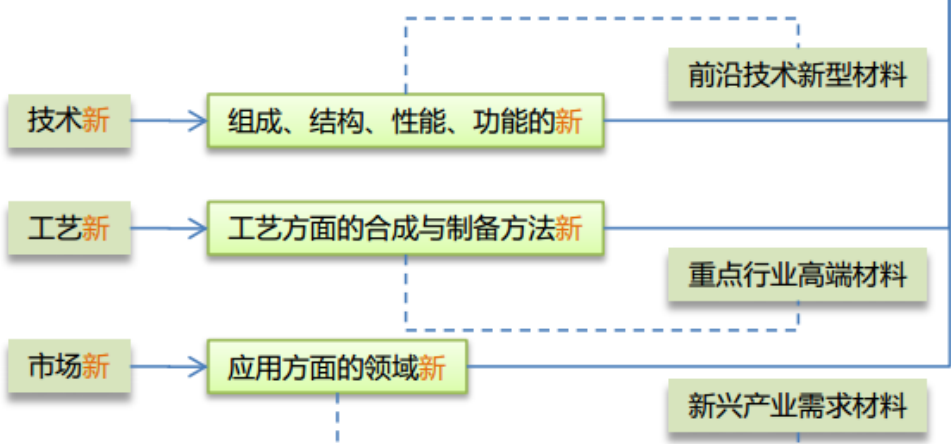 前沿技术新型材料
技术新
组成、结构、性能、功能的新
工艺新
工艺方面的合成与制备方法新
重点行业高端材料
市场新
应用方面的领域新
新兴产业需求材料